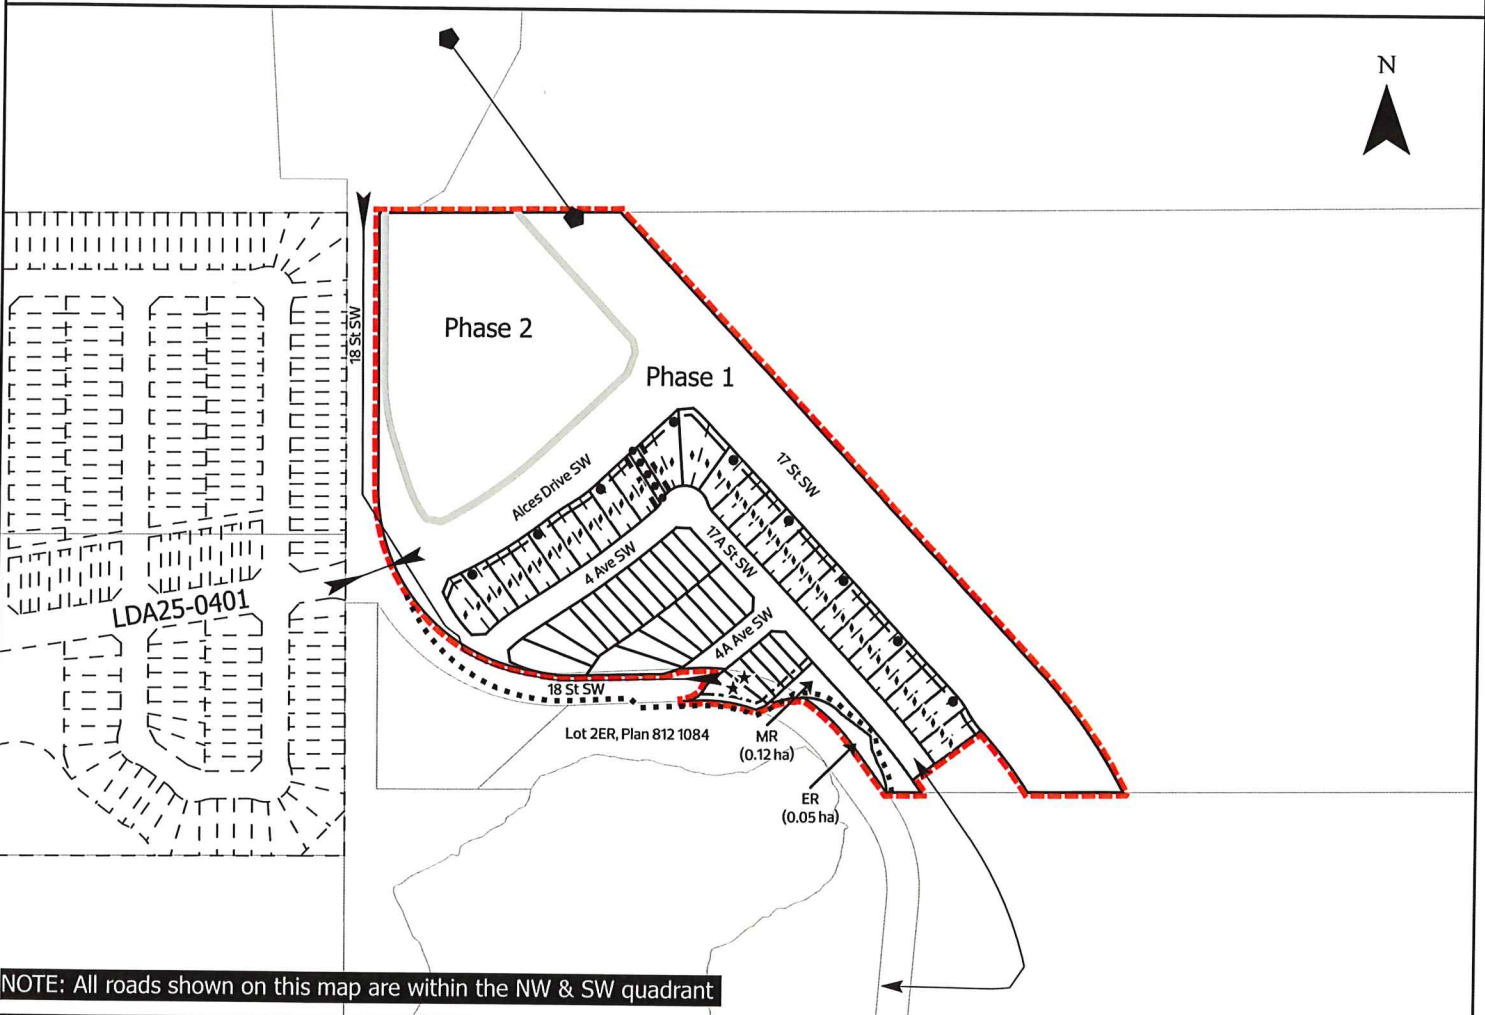 N
18 St SW
Phase 2
Phase 1
Alces Drive SW
17 St SW
4 Ave SW
17A St SW
4A Ave SW
LDA25-0401
18 St SW
Lot 2ER, Plan 812 1084
MR
(0.12 ha)
ER
(0.05 ha)
NOTE: All roads shown on this map are within the NW & SW quadrant